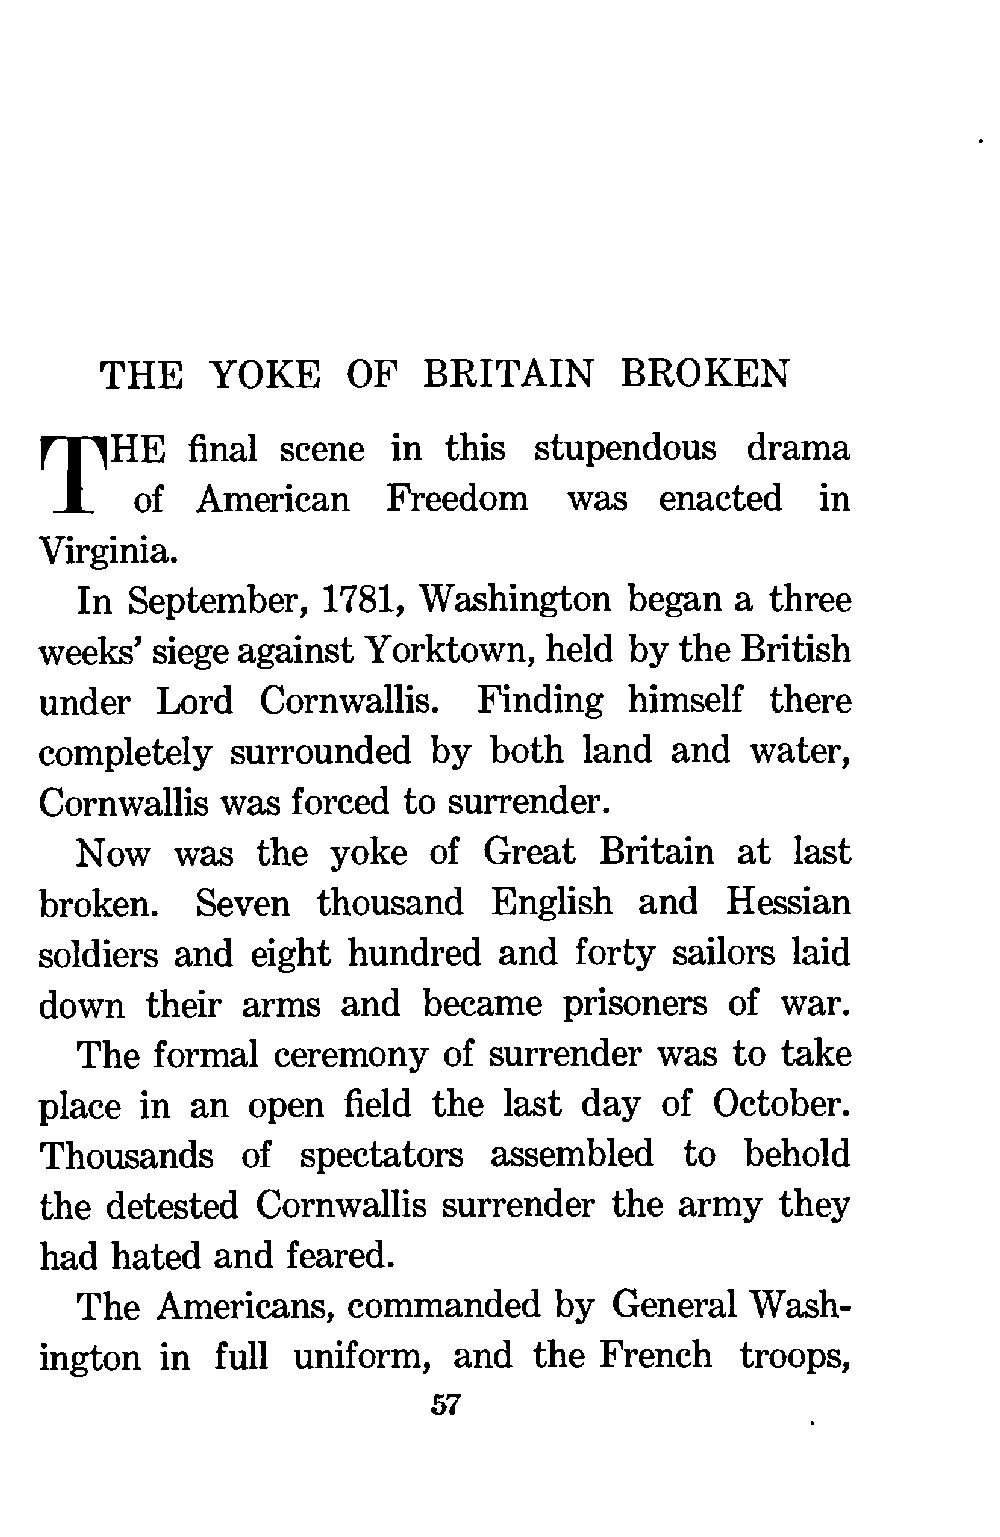 THE YOKE OF BRITAIN BROKEN
THE final scene in this stupendous drama
of American Freedom was enacted in
Virginia.
In September, 1781, Washington began a three
weeks' siege against Yorktown, held by the British
under Lord Cornwallis. Finding himself there
completely surrounded by both land and water,
Cornwallis was forced to surrender.
Now was the yoke of Great Britain at last
broken. Seven thousand English and Hessian
soldiers and eight hundred and forty sailors laid
down their arms and became prisoners of war.
The formal ceremony of surrender was to take
place in an open field the last day of October.
Thousands of spectators assembled to behold
the detested Cornwallis surrender the army they
had hated and feared.
The Americans, commanded by General Wash-
ington in full uniform, and the French troops,
57